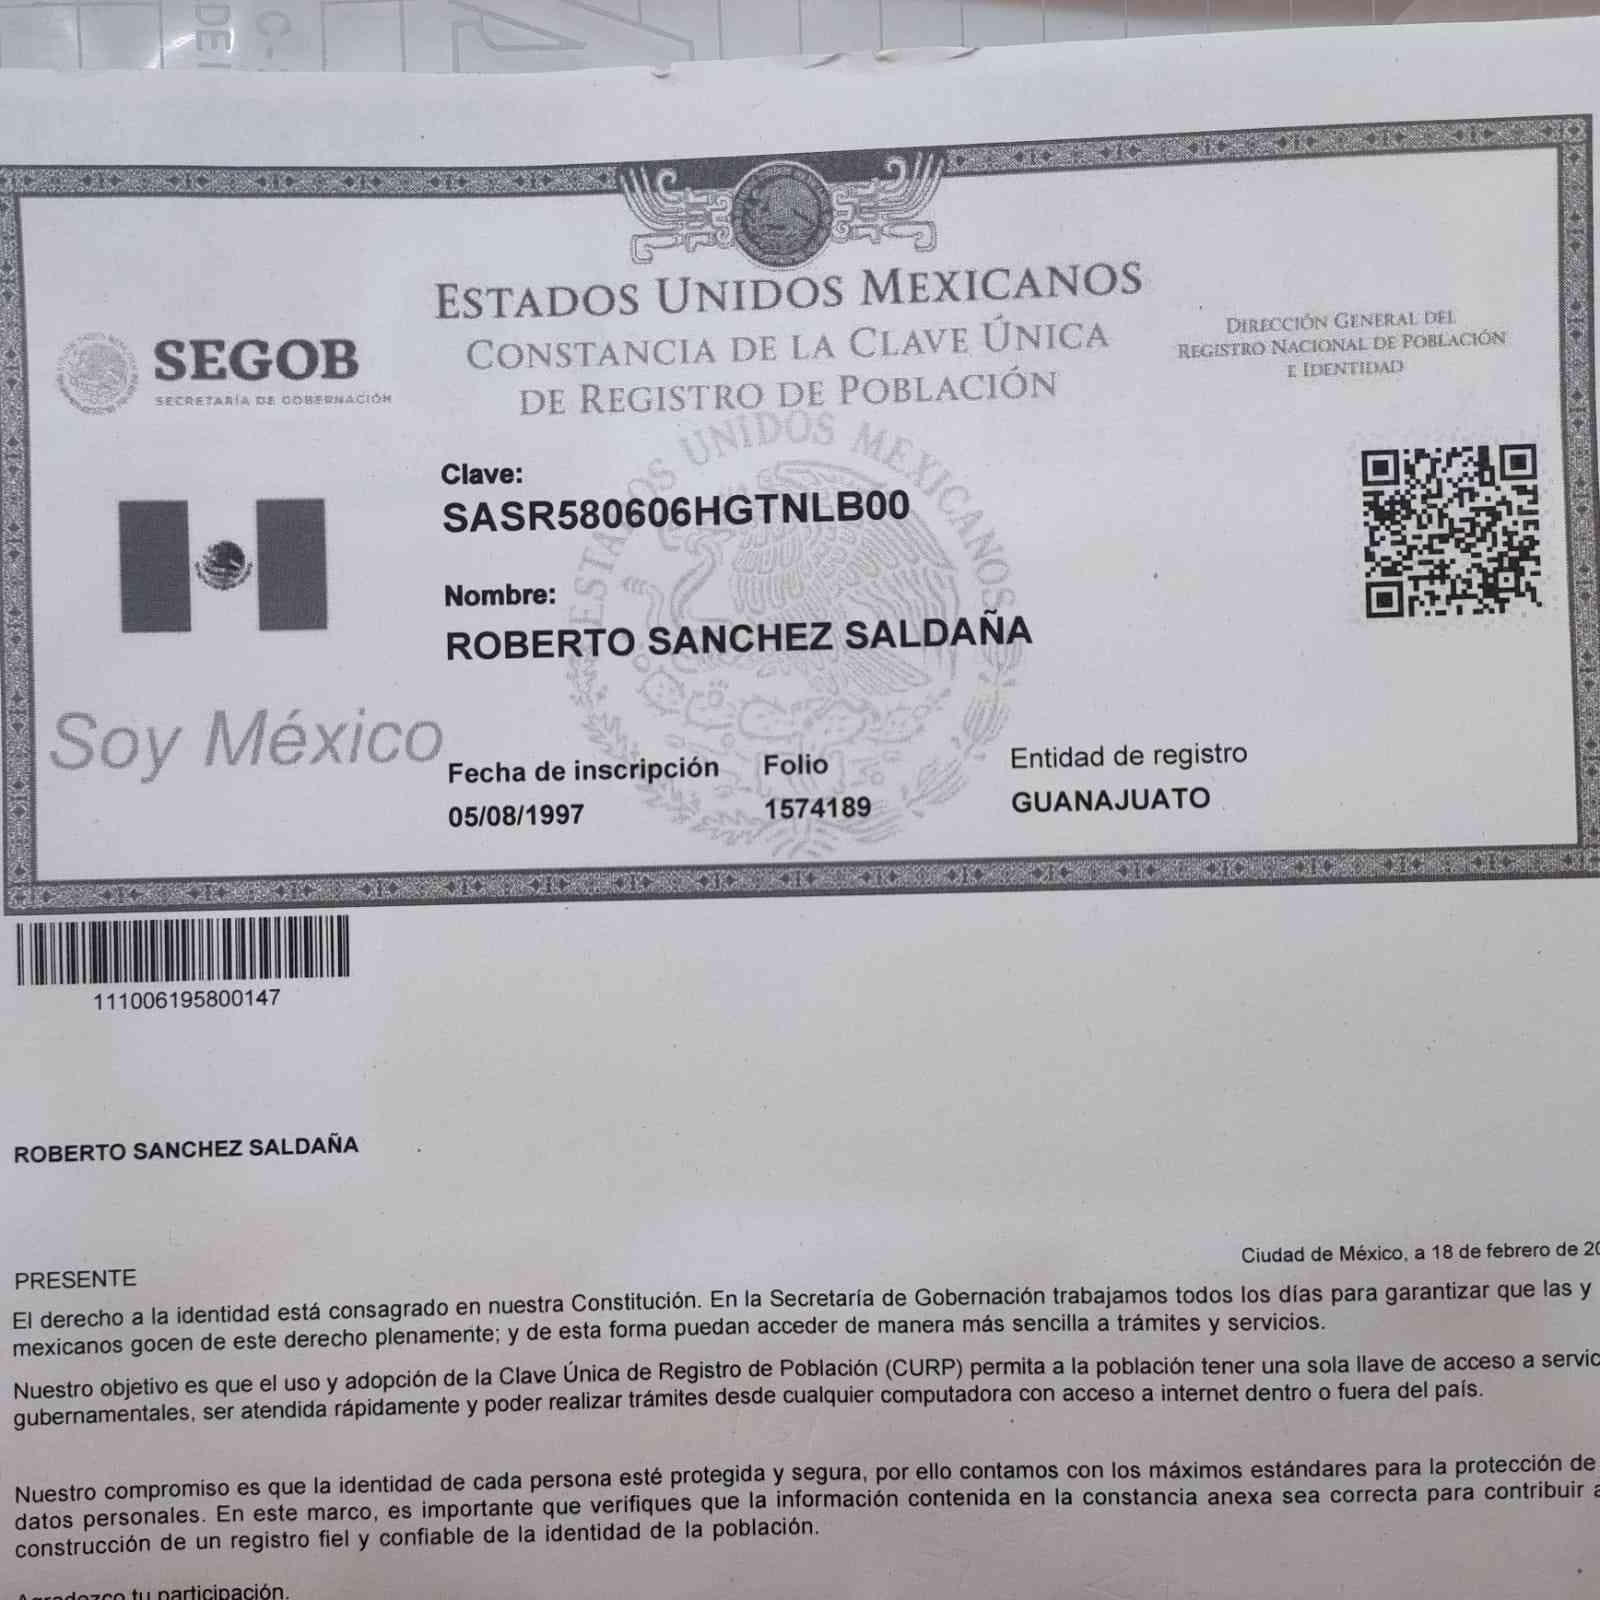 ESTADOS UNIDOS MEXICANOS
CONSTANCIA DE LA CLAVE ÚNICA
DE REGISTRO DE POBLACIÓN
SEGOB
SECRETARÍA DE GOBERNACIÓN
DIRECCIÓN GENERAL DEL
REGISTRO NACIONAL DE POBLACIÓN
E IDENTIDAD
ESTADOS UNIDOS MEXICANOS
Clave:
SASR580606HGTNLB00
Nombre:
ROBERTO SANCHEZ SALDAÑA
Soy México
Fecha de inscripción
05/08/1997
Folio
1574189
Entidad de registro
GUANAJUATO
111006195800147
ROBERTO SANCHEZ SALDAÑA
Ciudad de México, a 18 de febrero de 20
PRESENTE
El derecho a la identidad está consagrado en nuestra Constitución. En la Secretaría de Gobernación trabajamos todos los días para garantizar que las y
mexicanos gocen de este derecho plenamente; y de esta forma puedan acceder de manera más sencilla a trámites y servicios.
Nuestro objetivo es que el uso y adopción de la Clave Única de Registro de Población (CURP) permita a la población tener una sola llave de acceso a servic
gubernamentales, ser atendida rápidamente y poder realizar trámites desde cualquier computadora con acceso a internet dentro o fuera del país.
Nuestro compromiso es que la identidad de cada persona esté protegida y segura, por ello contamos con los máximos estándares para la protección de
datos personales. En este marco, es importante que verifiques que la información contenida en la constancia anexa sea correcta para contribuir a
construcción de un registro fiel y confiable de la identidad de la población.
Agradezco tu participación.